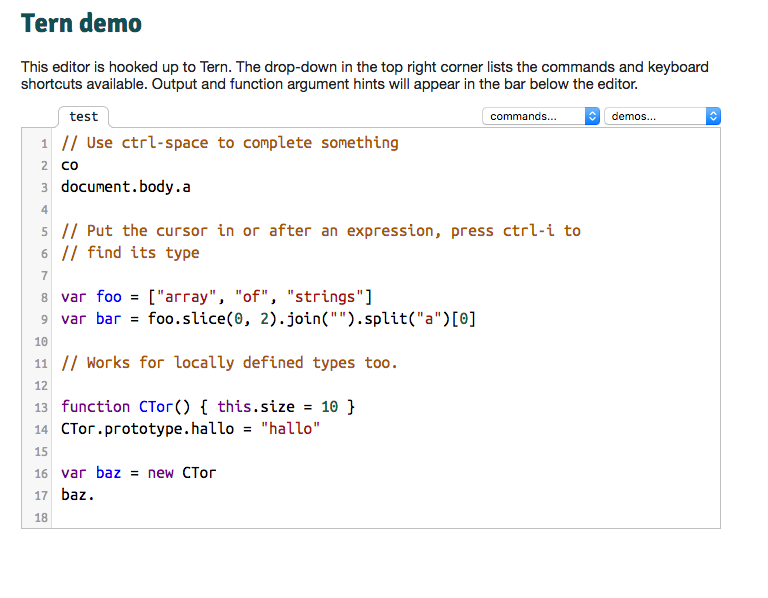 Tern demo
This editor is hooked up to Tern. The drop-down in the top right corner lists the commands and keyboard
shortcuts available. Output and function argument hints will appear in the bar below the editor.
test commands... demos...
1 // Use ctrl-space to complete something
2 co
3 document.body.a
4
5 // Put the cursor in or after an expression, press ctrl-i to
6 // find its type
7
8 var foo = ["array", "of", "strings"]
9 var bar = foo.slice(0, 2).join("").split("a")[0]
10
11 // Works for locally defined types too.
12
13 function CTor() { this.size = 10 }
14 CTor.prototype.hallo = "hallo"
15
16 var baz = new CTor
17 baz.
18